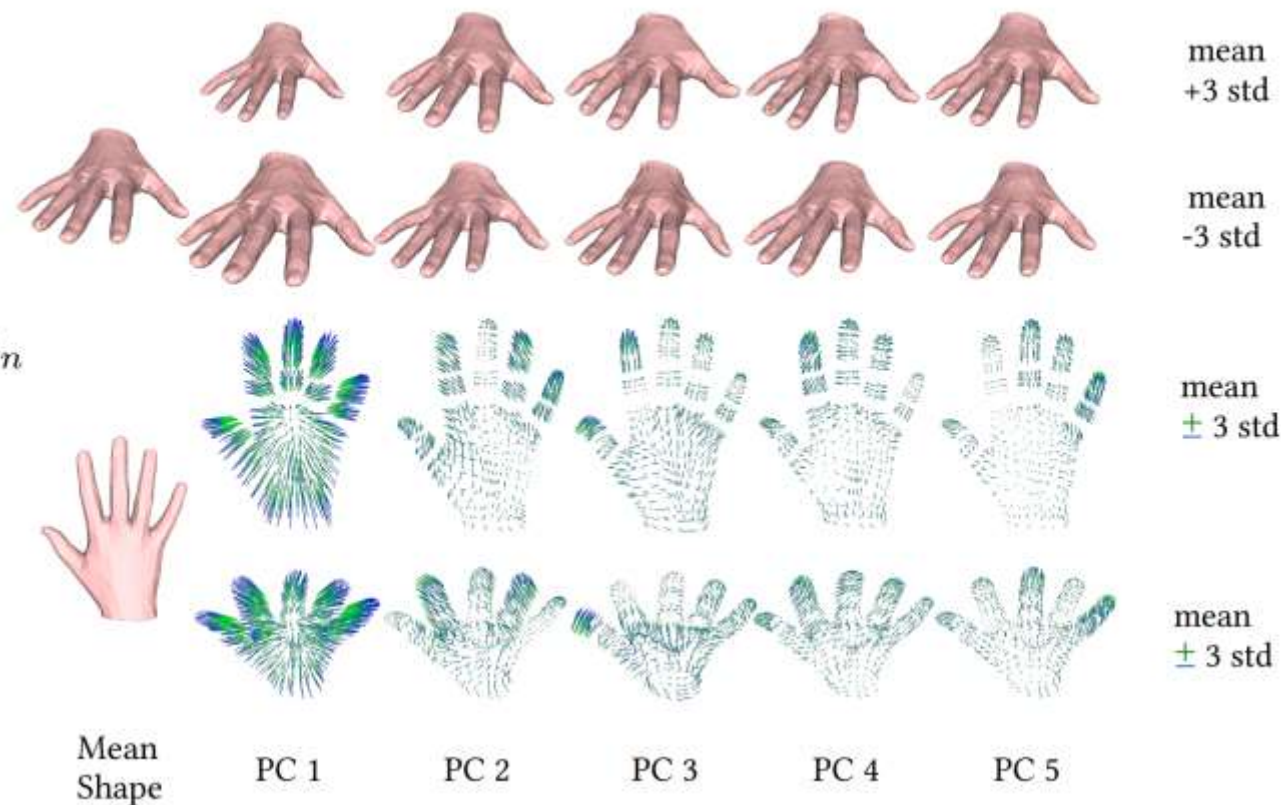 mean
+3 std
mean
-3 std
n
mean
± 3 std
mean
± 3 std
Mean
Shape
PC 1
PC 2
PC 3
PC 4
PC 5